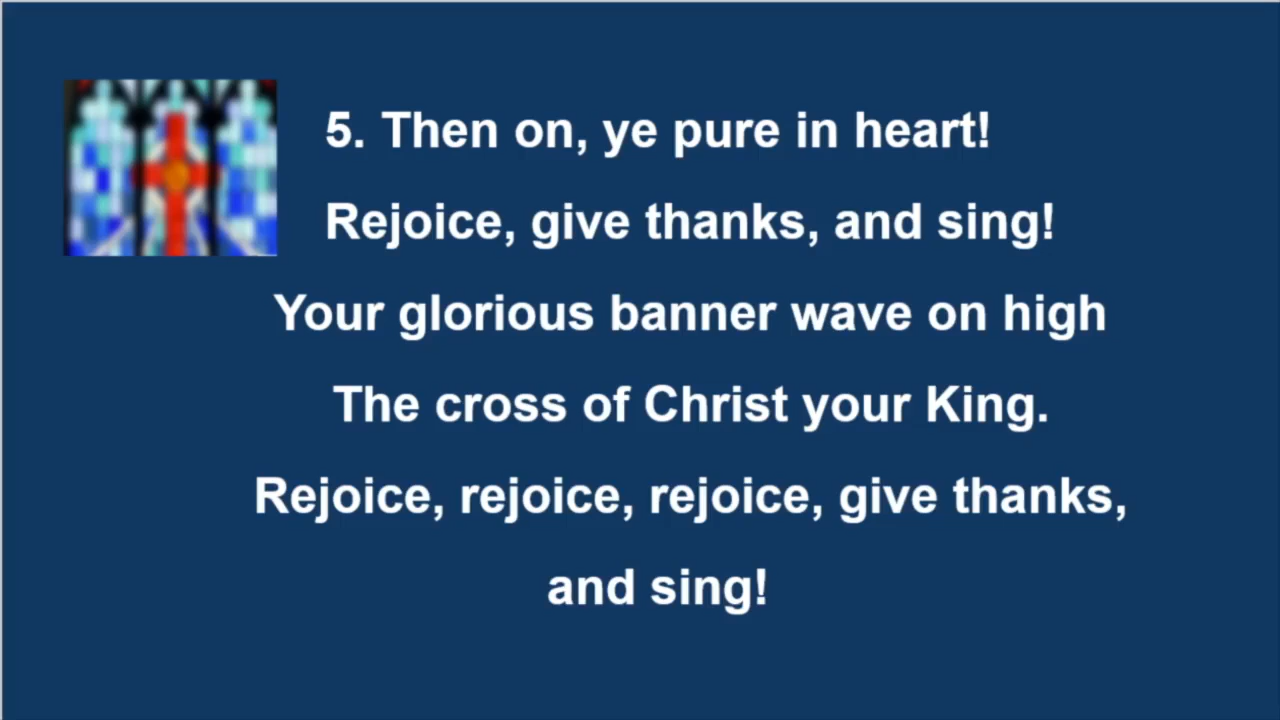 5. Then on, ye pure in heart!
Rejoice, give thanks, and sing!
Your glorious banner wave on high
The cross of Christ your King.
Rejoice, rejoice, rejoice, give thanks,
and sing!